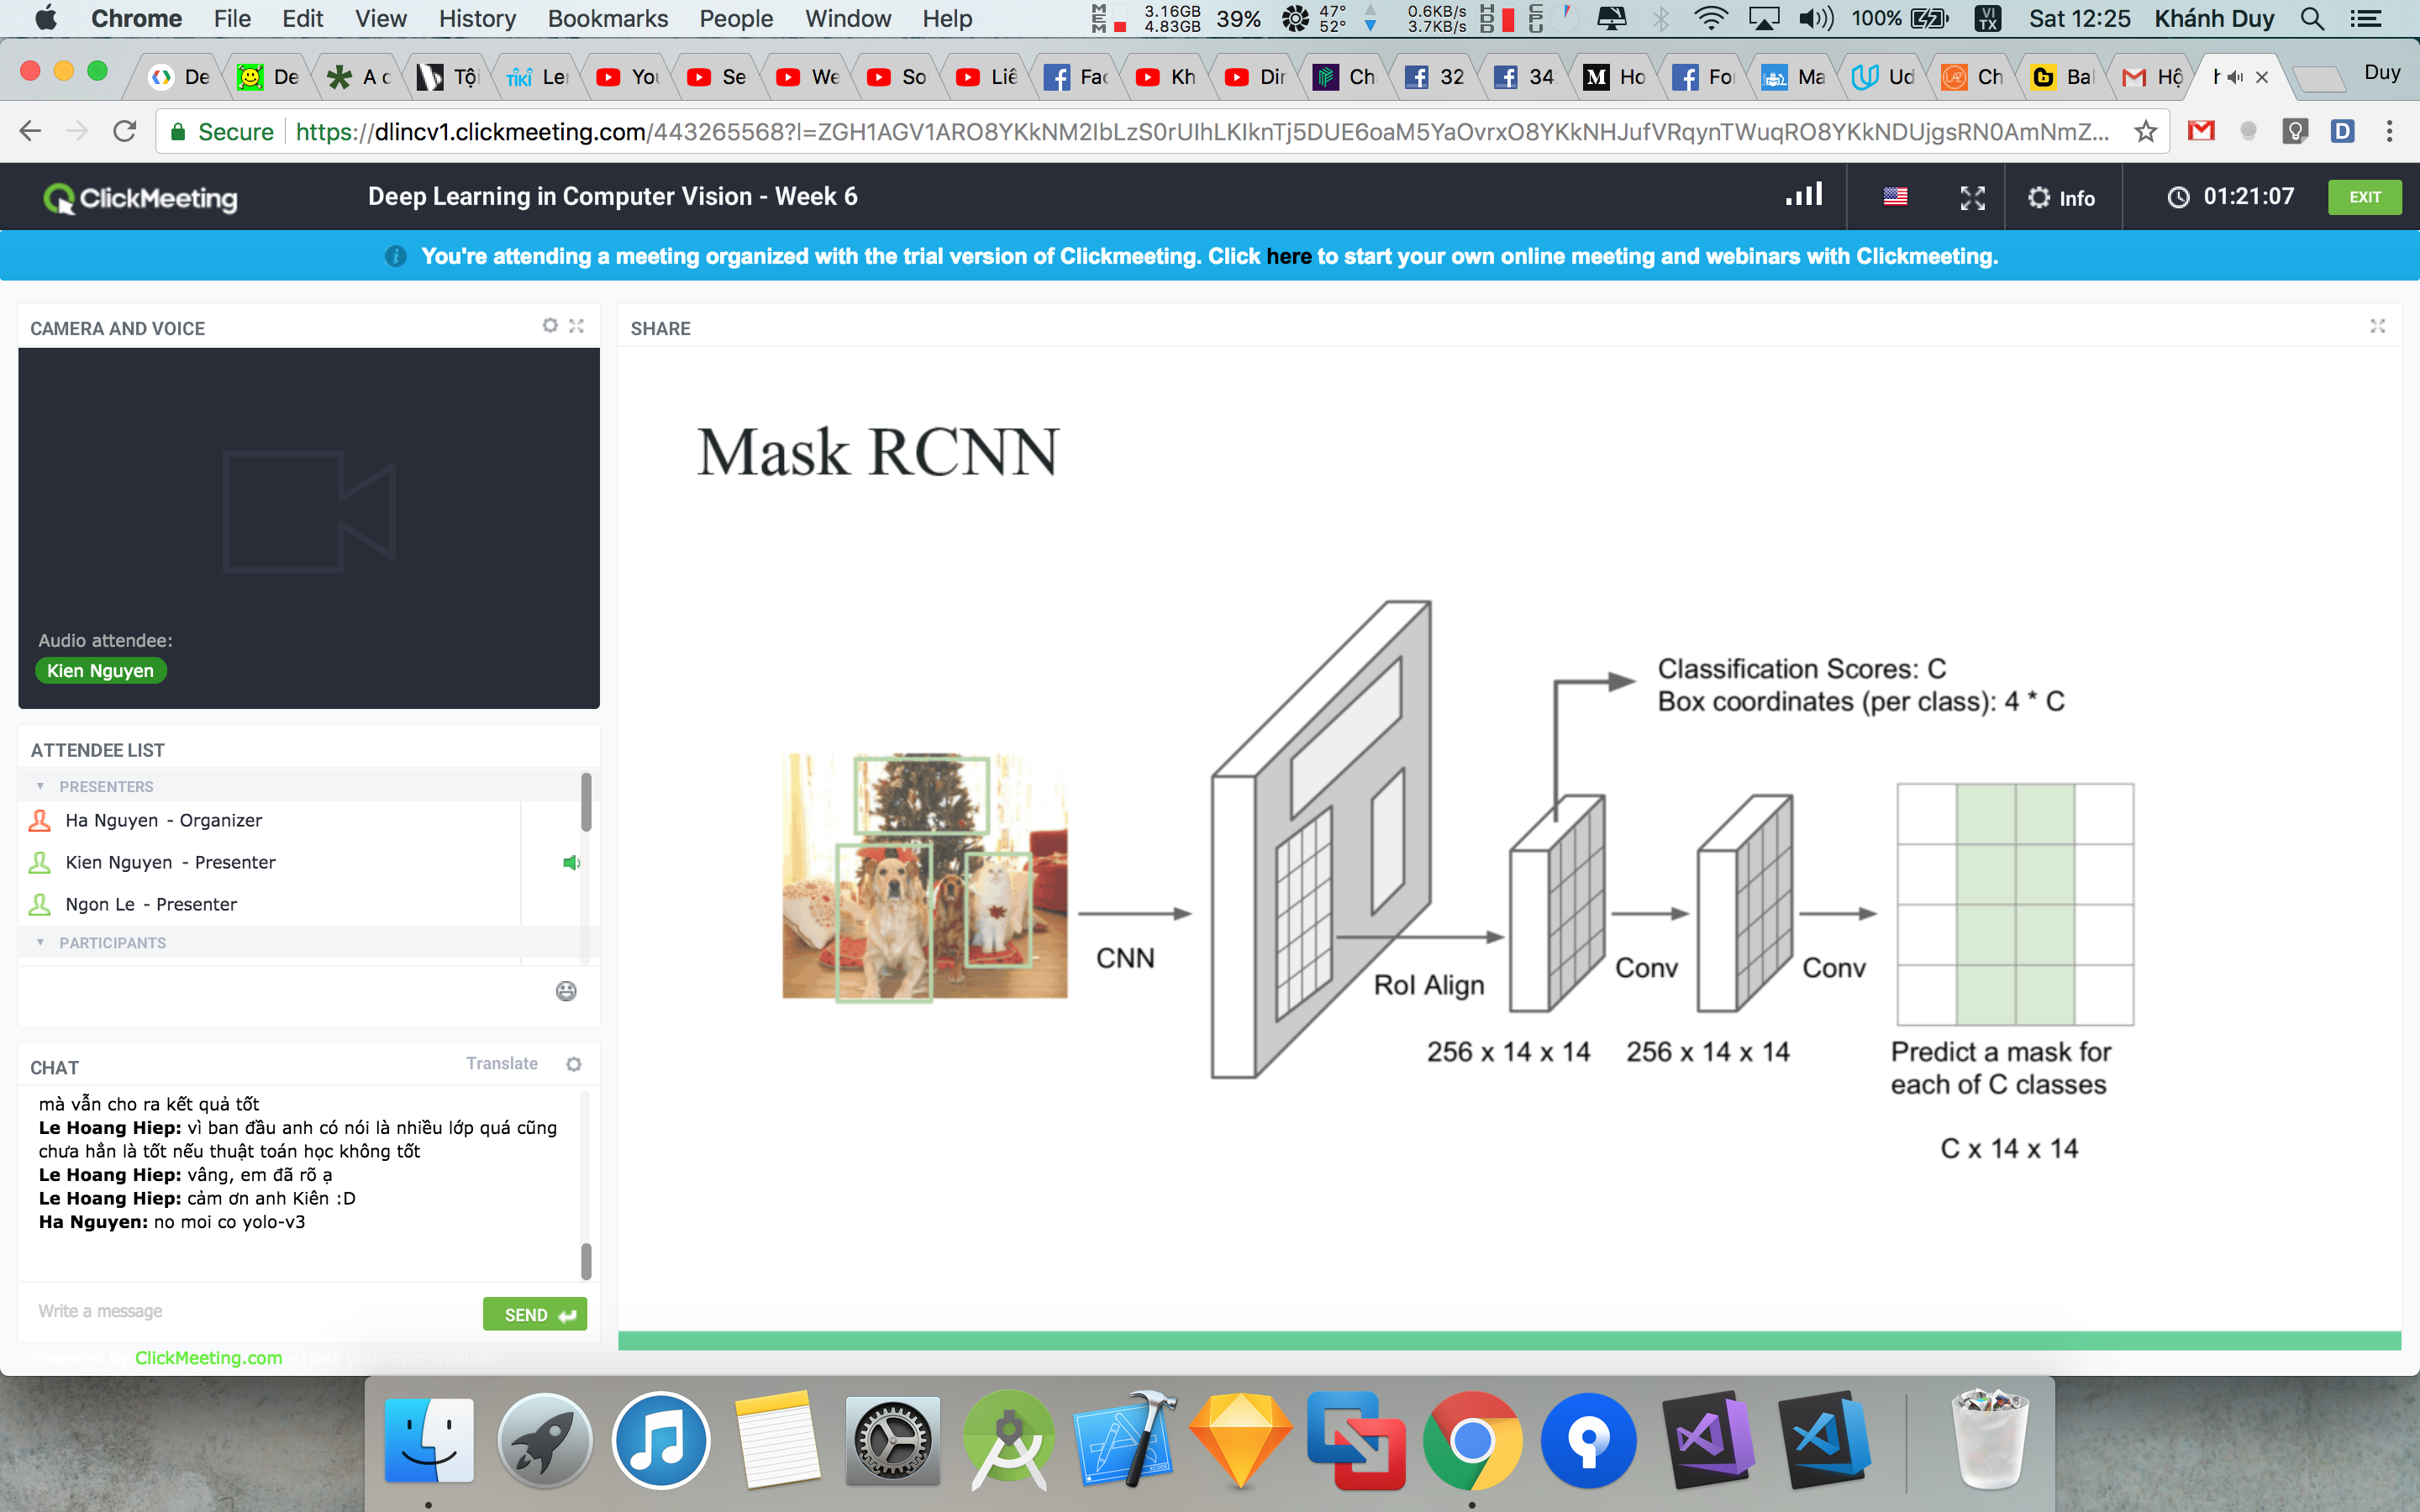 Chrome File Edit View History Bookmarks People Window Help MEM 3.16GB 4.83GB 39% 47° 52° 0.6KB/s 3.7KB/s HDD CPU 100% VI TX Sat 12:25 Khánh Duy
De De Tội TiKi Ler You Se We So Liê Fac Kh Dir Ch 32 34 M Ho Fo Ma Ud Ch Bal Hộ Duy
Secure https://dlincv1.clickmeeting.com/443265568?l=ZGH1AGV1ARO8YKkNM2IbLzS0rUIhLKIknTj5DUE6oaM5YaOvrxO8YKkNHJufVRqynTWuqRO8YKkNDUjgsRN0AmNmZ...
ClickMeeting Deep Learning in Computer Vision - Week 6 Info 01:21:07 EXIT
You're attending a meeting organized with the trial version of Clickmeeting. Click here to start your own online meeting and webinars with Clickmeeting.
CAMERA AND VOICE
Audio attendee:
Kien Nguyen
ATTENDEE LIST
PRESENTERS
Ha Nguyen - Organizer
Kien Nguyen - Presenter
Ngon Le - Presenter
PARTICIPANTS
CHAT Translate
mà vẫn cho ra kết quả tốt
Le Hoang Hiep: vì ban đầu anh có nói là nhiều lớp quá cũng
chưa hẳn là tốt nếu thuật toán học không tốt
Le Hoang Hiep: vâng, em đã rõ ạ
Le Hoang Hiep: cảm ơn anh Kiên :D
Ha Nguyen: no moi co yolo-v3
Write a message SEND
Powered by ClickMeeting.com
SHARE
Mask RCNN
Classification Scores: C
Box coordinates (per class): 4 * C
CNN
RoI Align
Conv
Conv
256 x 14 x 14
256 x 14 x 14
Predict a mask for
each of C classes
C x 14 x 14